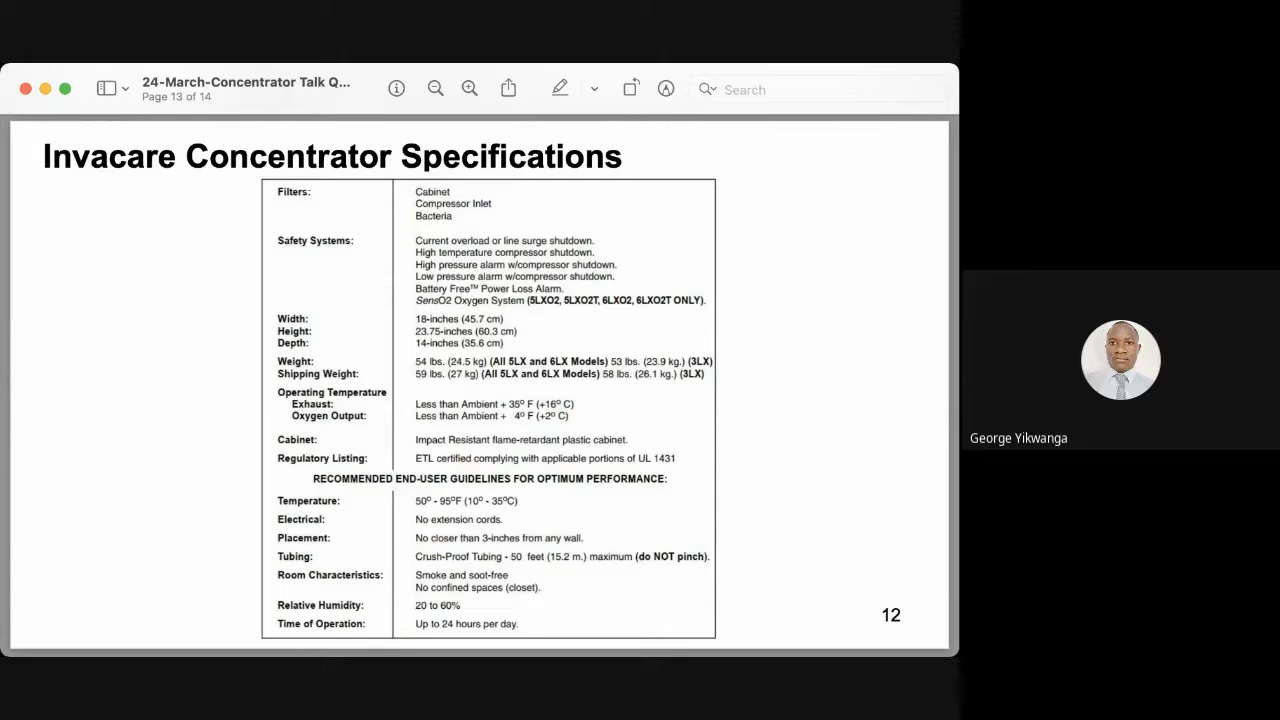 24-March-Concentrator Talk Q...
Page 13 of 14
Search
Invacare Concentrator Specifications
Filters: Cabinet
Compressor Inlet
Bacteria
Safety Systems: Current overload or line surge shutdown.
High temperature compressor shutdown.
High pressure alarm w/compressor shutdown.
Low pressure alarm w/compressor shutdown.
Battery Free™ Power Loss Alarm.
SensO2 Oxygen System (5LXO2, 5LXO2T, 6LXO2, 6LXO2T ONLY).
Width: 18-inches (45.7 cm)
Height: 23.75-inches (60.3 cm)
Depth: 14-inches (35.6 cm)
Weight: 54 lbs. (24.5 kg) (All 5LX and 6LX Models) 53 lbs. (23.9 kg.) (3LX)
Shipping Weight: 59 lbs. (27 kg) (All 5LX and 6LX Models) 58 lbs. (26.1 kg.) (3LX)
Operating Temperature
Exhaust: Less than Ambient + 35º F (+16º C)
Oxygen Output: Less than Ambient + 4º F (+2º C)
Cabinet: Impact Resistant flame-retardant plastic cabinet.
Regulatory Listing: ETL certified complying with applicable portions of UL 1431
RECOMMENDED END-USER GUIDELINES FOR OPTIMUM PERFORMANCE:
Temperature: 50º - 95ºF (10º - 35ºC)
Electrical: No extension cords.
Placement: No closer than 3-inches from any wall.
Tubing: Crush-Proof Tubing - 50 feet (15.2 m.) maximum (do NOT pinch).
Room Characteristics: Smoke and soot-free
No confined spaces (closet).
Relative Humidity: 20 to 60%
Time of Operation: Up to 24 hours per day.
12
George Yikwanga